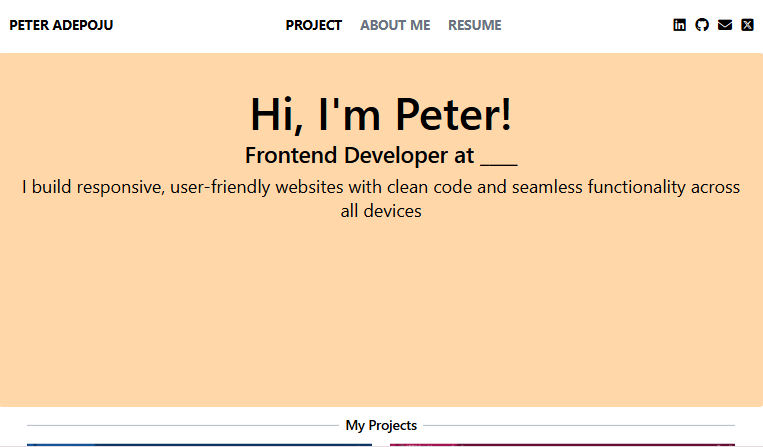 PETER ADEPOJU PROJECT ABOUT ME RESUME
Hi, I'm Peter!
Frontend Developer at ____
I build responsive, user-friendly websites with clean code and seamless functionality across
all devices
My Projects